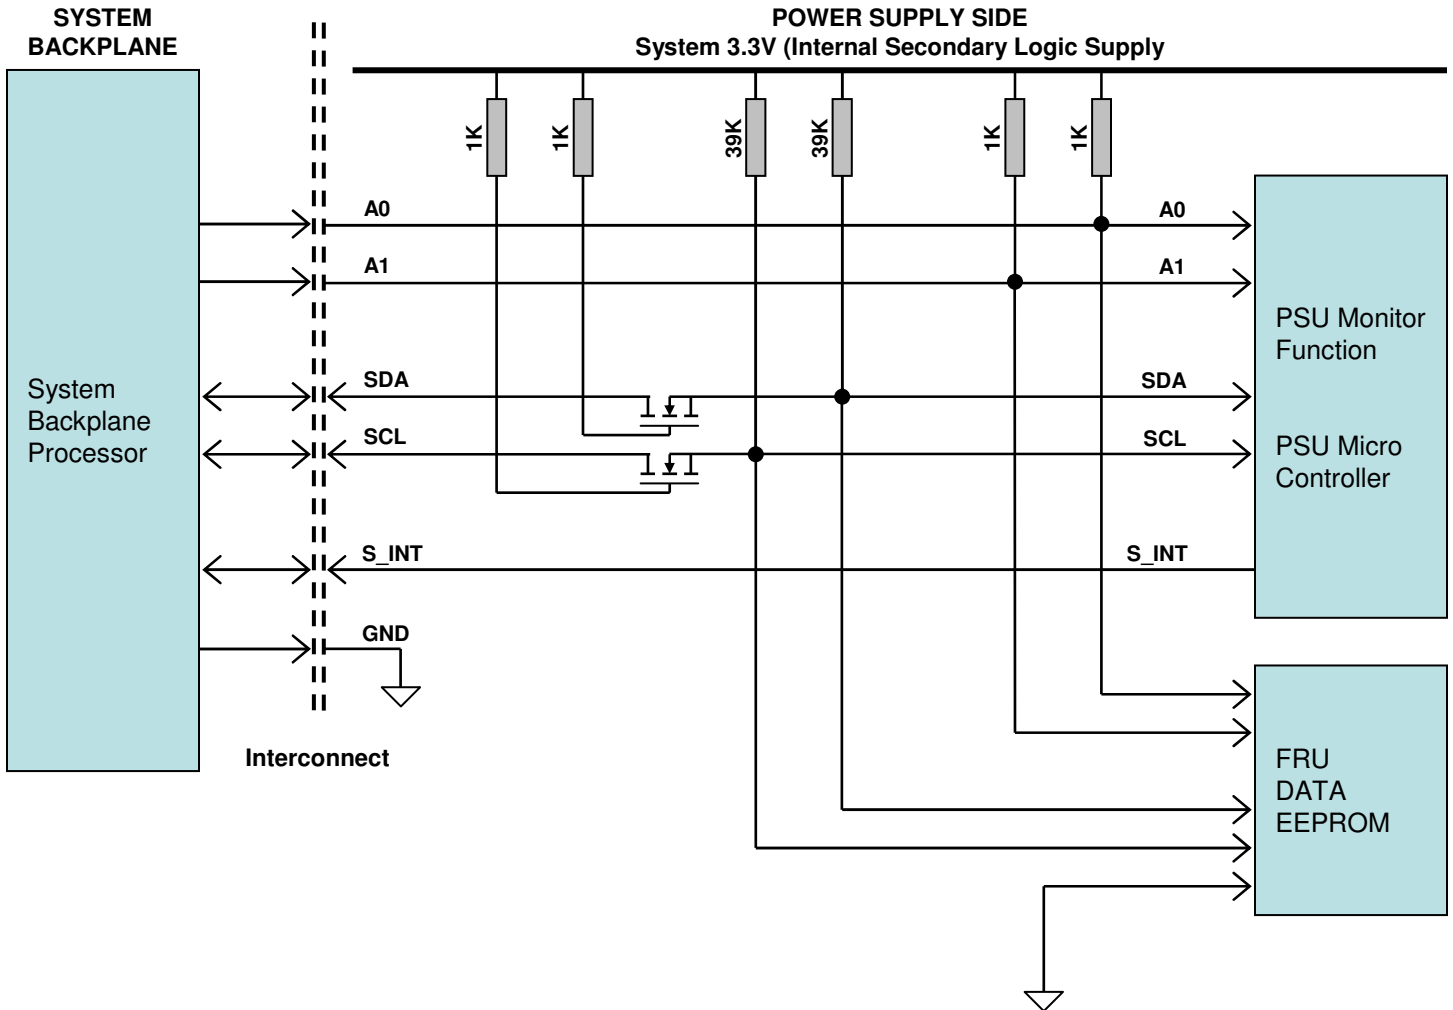 SYSTEM
BACKPLANE
POWER SUPPLY SIDE
System 3.3V (Internal Secondary Logic Supply
1K
1K
39K
39K
1K
1K
A0
A0
A1
A1
SDA
SDA
SCL
SCL
S_INT
S_INT
GND
System
Backplane
Processor
PSU Monitor
Function
PSU Micro
Controller
Interconnect
FRU
DATA
EEPROM